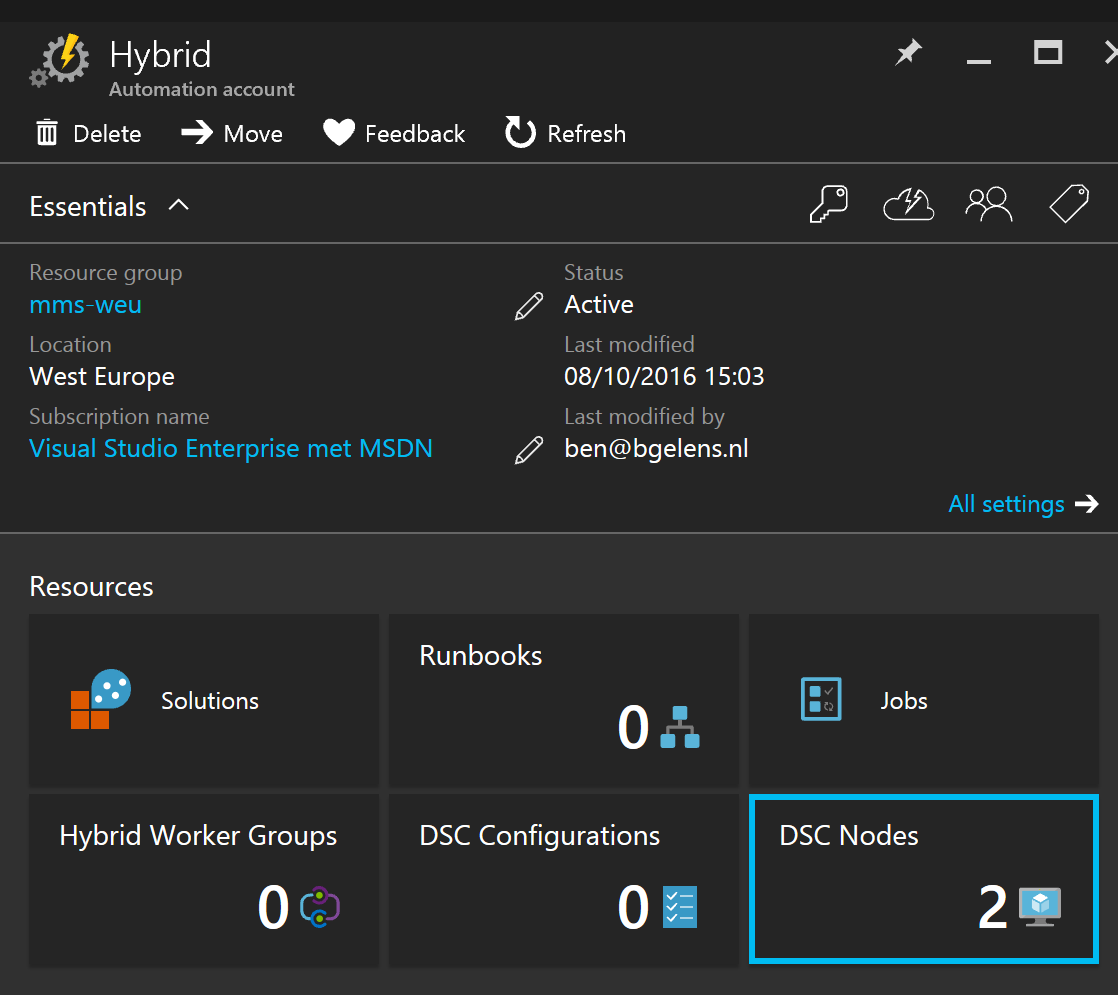 Hybrid
Automation account
Delete Move Feedback Refresh
Essentials
Resource group
mms-weu
Status
Active
Location
West Europe
Last modified
08/10/2016 15:03
Subscription name
Visual Studio Enterprise met MSDN
Last modified by
ben@bgelens.nl
All settings
Resources
Solutions
Runbooks
0
Jobs
Hybrid Worker Groups
0
DSC Configurations
0
DSC Nodes
2